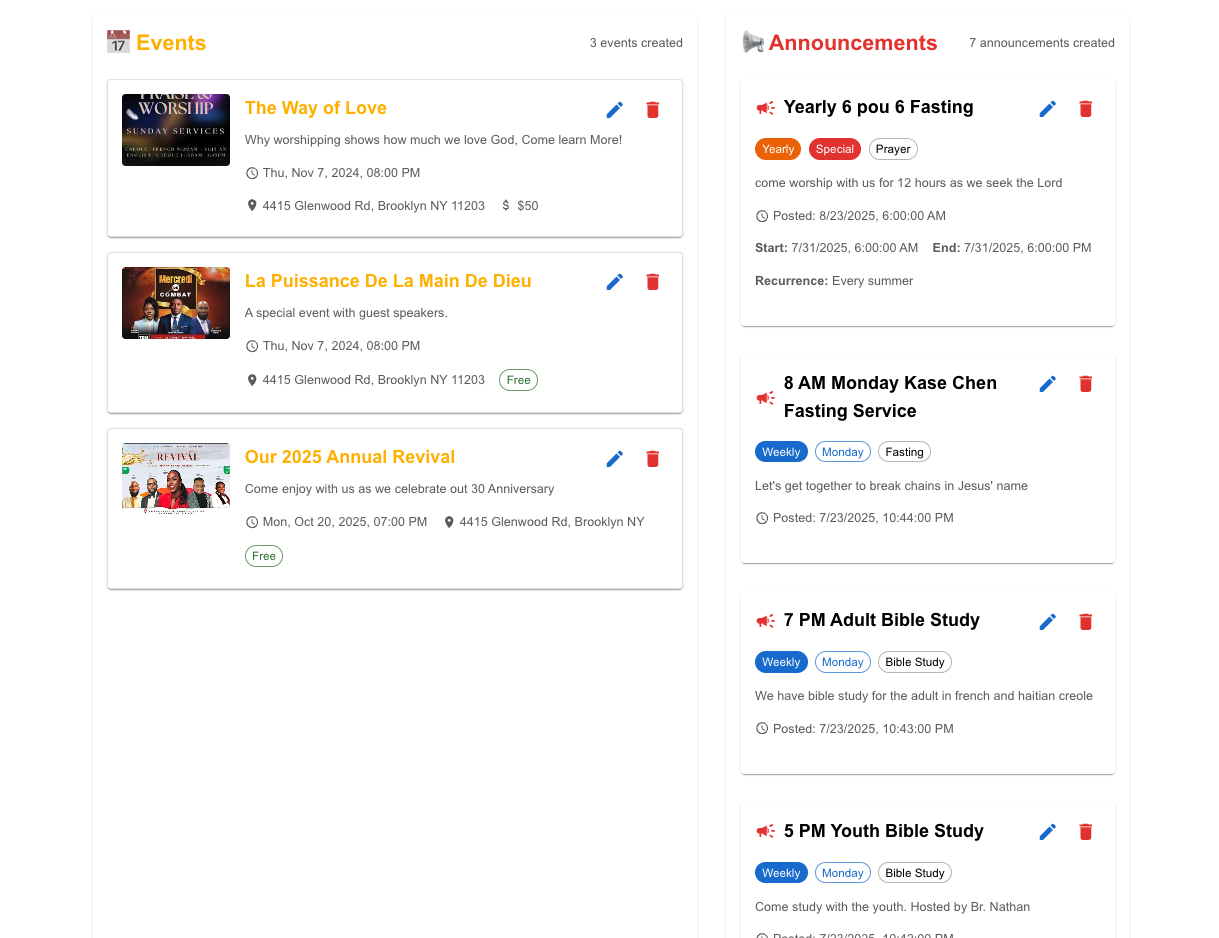 17 Events
3 events created
PRAISE &
WORSHIP
SUNDAY SERVICES
The Way of Love
Why worshipping shows how much we love God, Come learn More!
Thu, Nov 7, 2024, 08:00 PM
4415 Glenwood Rd, Brooklyn NY 11203 $ $50
Mercredi
COMBAT
La Puissance De La Main De Dieu
A special event with guest speakers.
Thu, Nov 7, 2024, 08:00 PM
4415 Glenwood Rd, Brooklyn NY 11203 Free
REVIVAL
Our 2025 Annual Revival
Come enjoy with us as we celebrate out 30 Anniversary
Mon, Oct 20, 2025, 07:00 PM 4415 Glenwood Rd, Brooklyn NY
Free
Announcements
7 announcements created
Yearly 6 pou 6 Fasting
Yearly Special Prayer
come worship with us for 12 hours as we seek the Lord
Posted: 8/23/2025, 6:00:00 AM
Start: 7/31/2025, 6:00:00 AM End: 7/31/2025, 6:00:00 PM
Recurrence: Every summer
8 AM Monday Kase Chen
Fasting Service
Weekly Monday Fasting
Let's get together to break chains in Jesus' name
Posted: 7/23/2025, 10:44:00 PM
7 PM Adult Bible Study
Weekly Monday Bible Study
We have bible study for the adult in french and haitian creole
Posted: 7/23/2025, 10:43:00 PM
5 PM Youth Bible Study
Weekly Monday Bible Study
Come study with the youth. Hosted by Br. Nathan
Posted: 7/23/2025, 10:42:00 PM